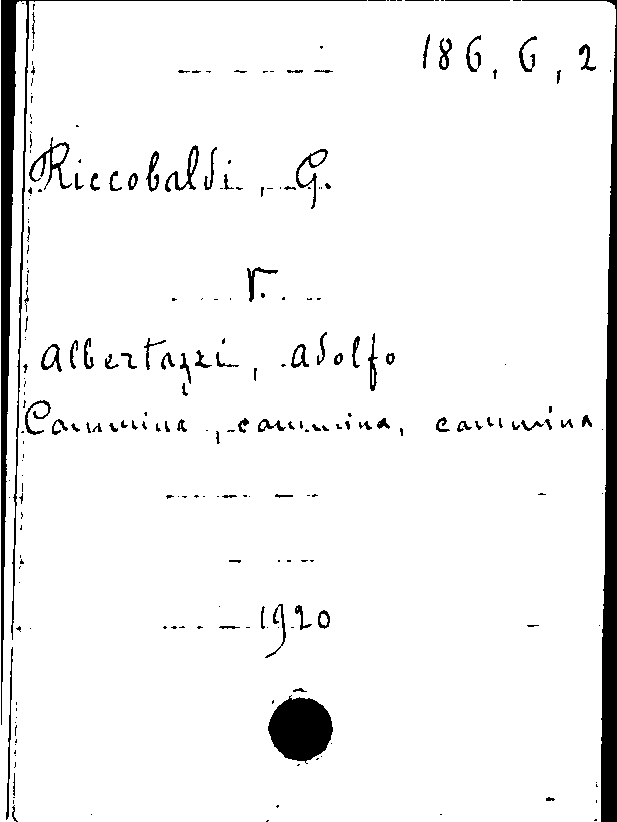 186, 6, 2
Riccobaldi, G.
V.
Albertazzi, Adolfo
Cammina, cammina, cammina
1920